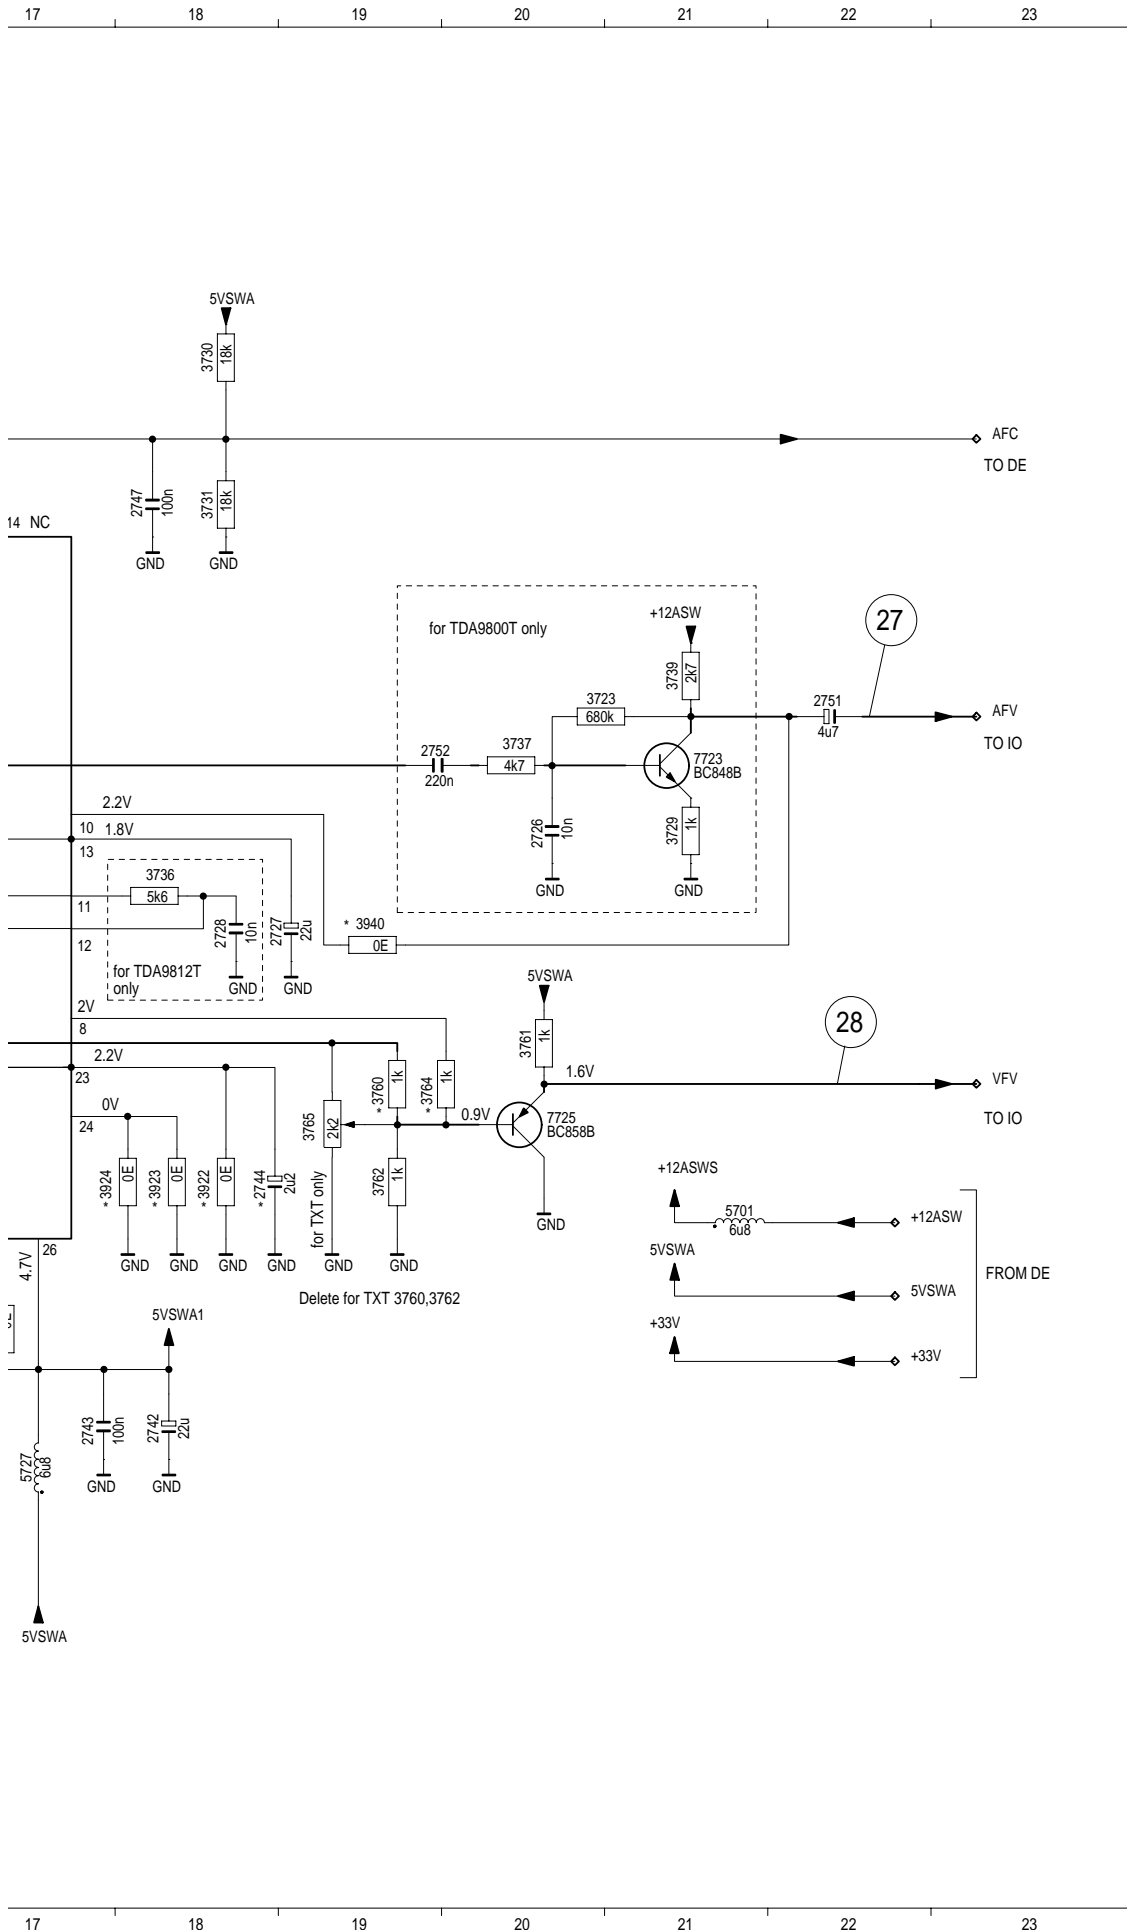 17 18 19 20 21 22 23
5VSWA
3730
18k
AFC
TO DE
2747
100n
3731
18k
14 NC
GND
GND
for TDA9800T only
+12ASW
27
3739
2k7
3723
680k
2751
4u7
AFV
TO IO
2752
220n
3737
4k7
7723
BC848B
2.2V
10 1.8V
13
2726
10n
3729
1k
3736
5k6
GND
GND
11
12
2728
10n
2727
22u
* 3940
0E
for TDA9812T
only
GND
GND
5VSWA
2V
8
3761
1k
28
2.2V
23
1.6V
VFV
TO IO
* 3760
1k
* 3764
1k
0V
24
3765
2k2
0.9V
7725
BC858B
* 3924
0E
* 3923
0E
* 3922
0E
* 2744
2u2
for TXT only
3762
1k
+12ASWS
5701
6u8
+12ASW
GND
26
4.7V
GND
GND
GND
GND
GND
GND
5VSWA
FROM DE
Delete for TXT 3760,3762
5VSWA
5VSWA1
+33V
+33V
2743
100n
2742
22u
5727
6u8
GND
GND
5VSWA
17 18 19 20 21 22 23